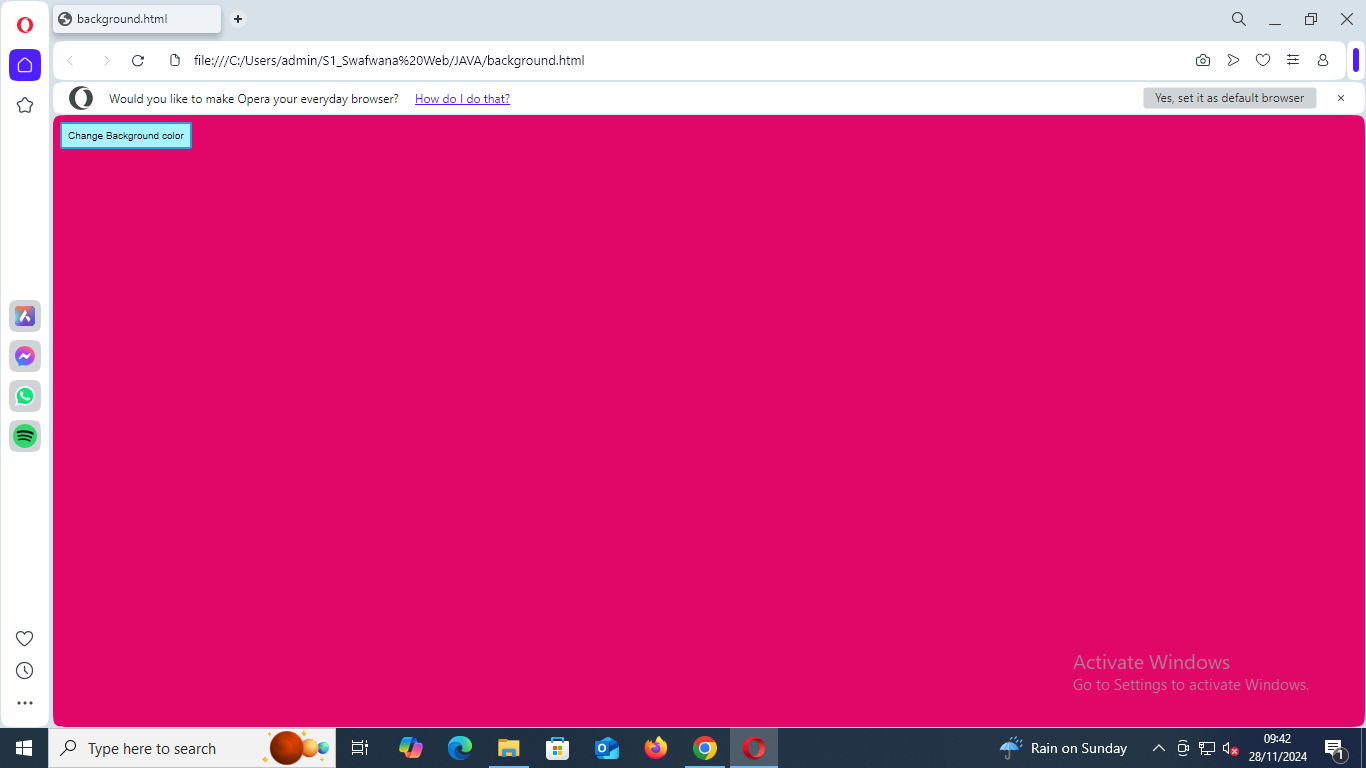 background.html
file:///C:/Users/admin/S1_Swafwana%20Web/JAVA/background.html
Would you like to make Opera your everyday browser? How do I do that? Yes, set it as default browser
Change Background color
Activate Windows
Go to Settings to activate Windows.
Type here to search
Rain on Sunday
09:42
28/11/2024
1